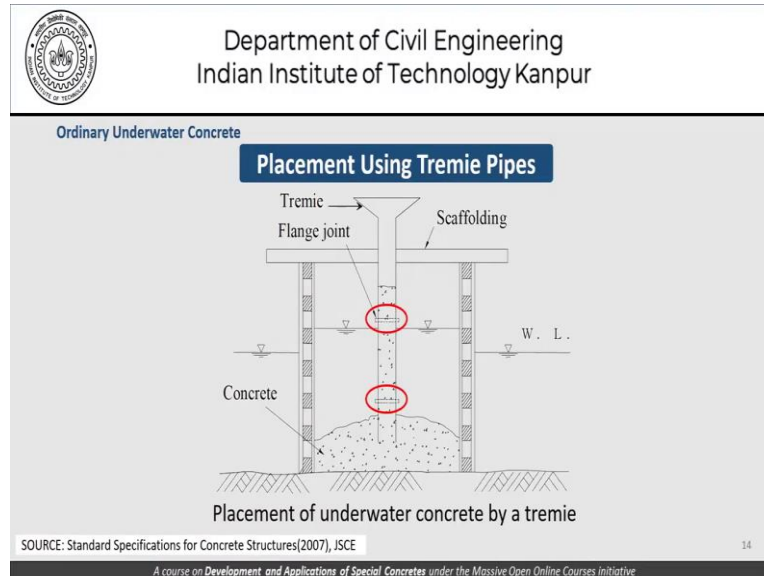 Department of Civil Engineering
Indian Institute of Technology Kanpur
Ordinary Underwater Concrete
Placement Using Tremie Pipes
Tremie
Flange joint
Scaffolding
W. L.
Concrete
Placement of underwater concrete by a tremie
SOURCE: Standard Specifications for Concrete Structures(2007), JSCE
14
A course on Development and Applications of Special Concretes under the Massive Open Online Courses initiative